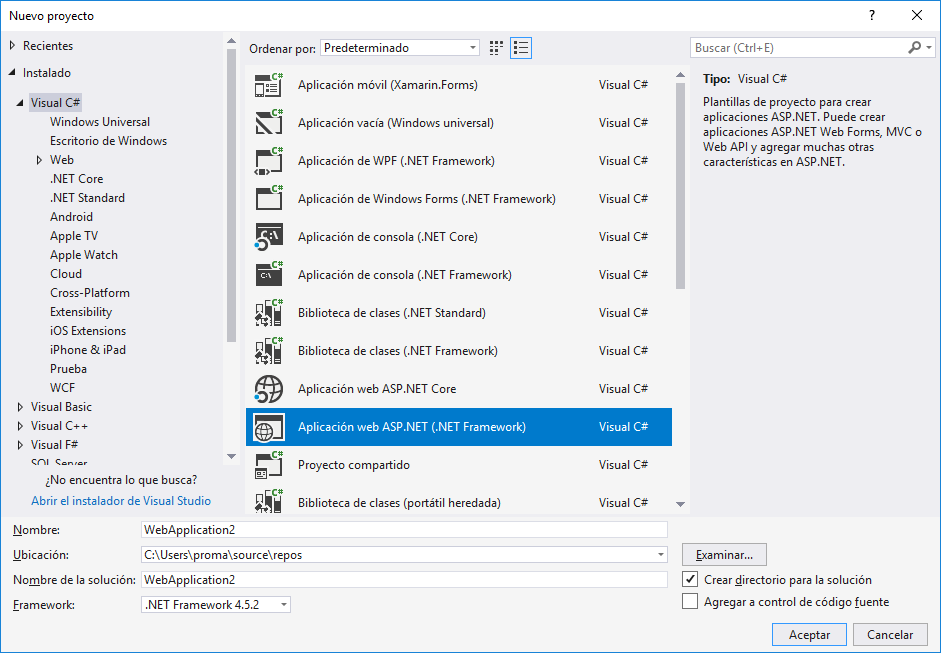 Nuevo proyecto
Recientes
Instalado
Visual C#
Windows Universal
Escritorio de Windows
Web
.NET Core
.NET Standard
Android
Apple TV
Apple Watch
Cloud
Cross-Platform
Extensibility
iOS Extensions
iPhone & iPad
Prueba
WCF
Visual Basic
Visual C++
Visual F#
SQL Server
¿No encuentra lo que busca?
Abrir el instalador de Visual Studio
Ordenar por: Predeterminado
Aplicación móvil (Xamarin.Forms) Visual C#
Aplicación vacía (Windows universal) Visual C#
Aplicación de WPF (.NET Framework) Visual C#
Aplicación de Windows Forms (.NET Framework) Visual C#
Aplicación de consola (.NET Core) Visual C#
Aplicación de consola (.NET Framework) Visual C#
Biblioteca de clases (.NET Standard) Visual C#
Biblioteca de clases (.NET Framework) Visual C#
Aplicación web ASP.NET Core Visual C#
Aplicación web ASP.NET (.NET Framework) Visual C#
Proyecto compartido Visual C#
Biblioteca de clases (portátil heredada) Visual C#
Buscar (Ctrl+E)
Tipo: Visual C#
Plantillas de proyecto para crear
aplicaciones ASP.NET. Puede crear
aplicaciones ASP.NET Web Forms, MVC o
Web API y agregar muchas otras
características en ASP.NET.
Nombre: WebApplication2
Ubicación: C:\Users\proma\source\repos
Examinar...
Nombre de la solución: WebApplication2
Crear directorio para la solución
Framework: .NET Framework 4.5.2
Agregar a control de código fuente
Aceptar
Cancelar